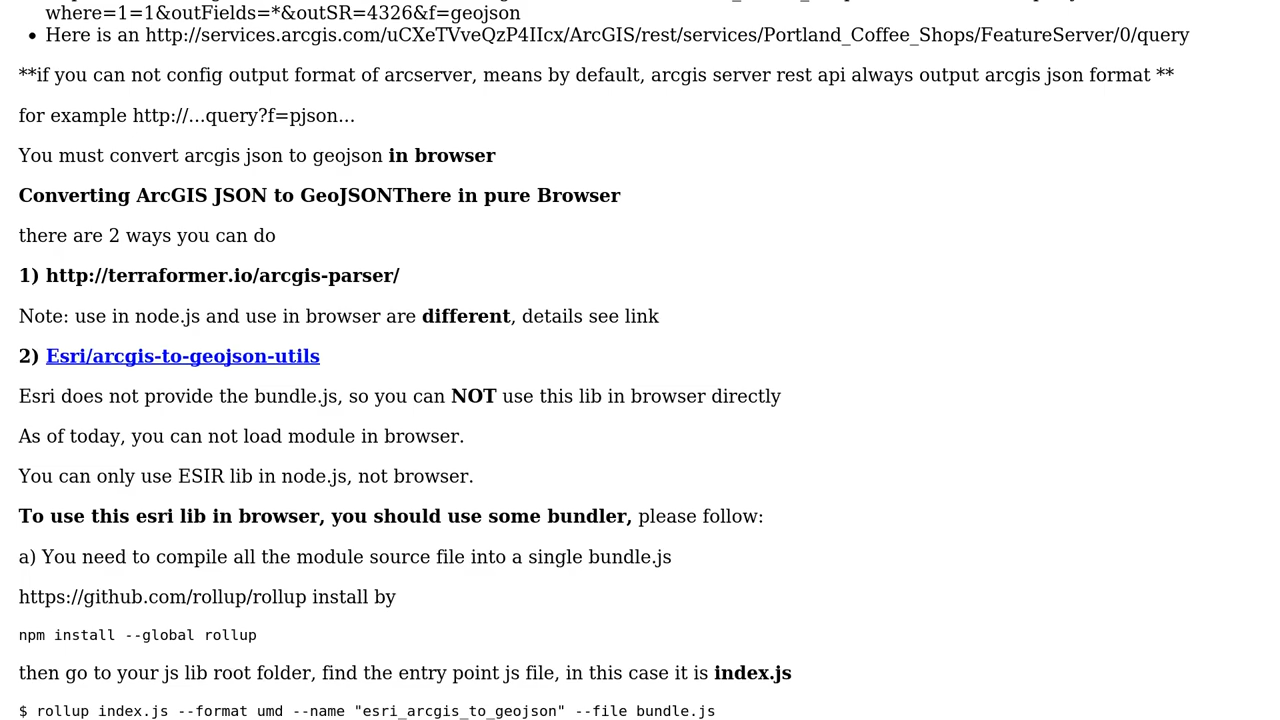 where=1=1&outFields=*&outSR=4326&f=geojson
• Here is an http://services.arcgis.com/uCXeTVveQzP4IIcx/ArcGIS/rest/services/Portland_Coffee_Shops/FeatureServer/0/query
**if you can not config output format of arcserver, means by default, arcgis server rest api always output arcgis json format **
for example http://...query?f=pjson...
You must convert arcgis json to geojson in browser
Converting ArcGIS JSON to GeoJSONThere in pure Browser
there are 2 ways you can do
1) http://terraformer.io/arcgis-parser/
Note: use in node.js and use in browser are different, details see link
2) Esri/arcgis-to-geojson-utils
Esri does not provide the bundle.js, so you can NOT use this lib in browser directly
As of today, you can not load module in browser.
You can only use ESIR lib in node.js, not browser.
To use this esri lib in browser, you should use some bundler, please follow:
a) You need to compile all the module source file into a single bundle.js
https://github.com/rollup/rollup install by
npm install --global rollup
then go to your js lib root folder, find the entry point js file, in this case it is index.js
$ rollup index.js --format umd --name "esri_arcgis_to_geojson" --file bundle.js